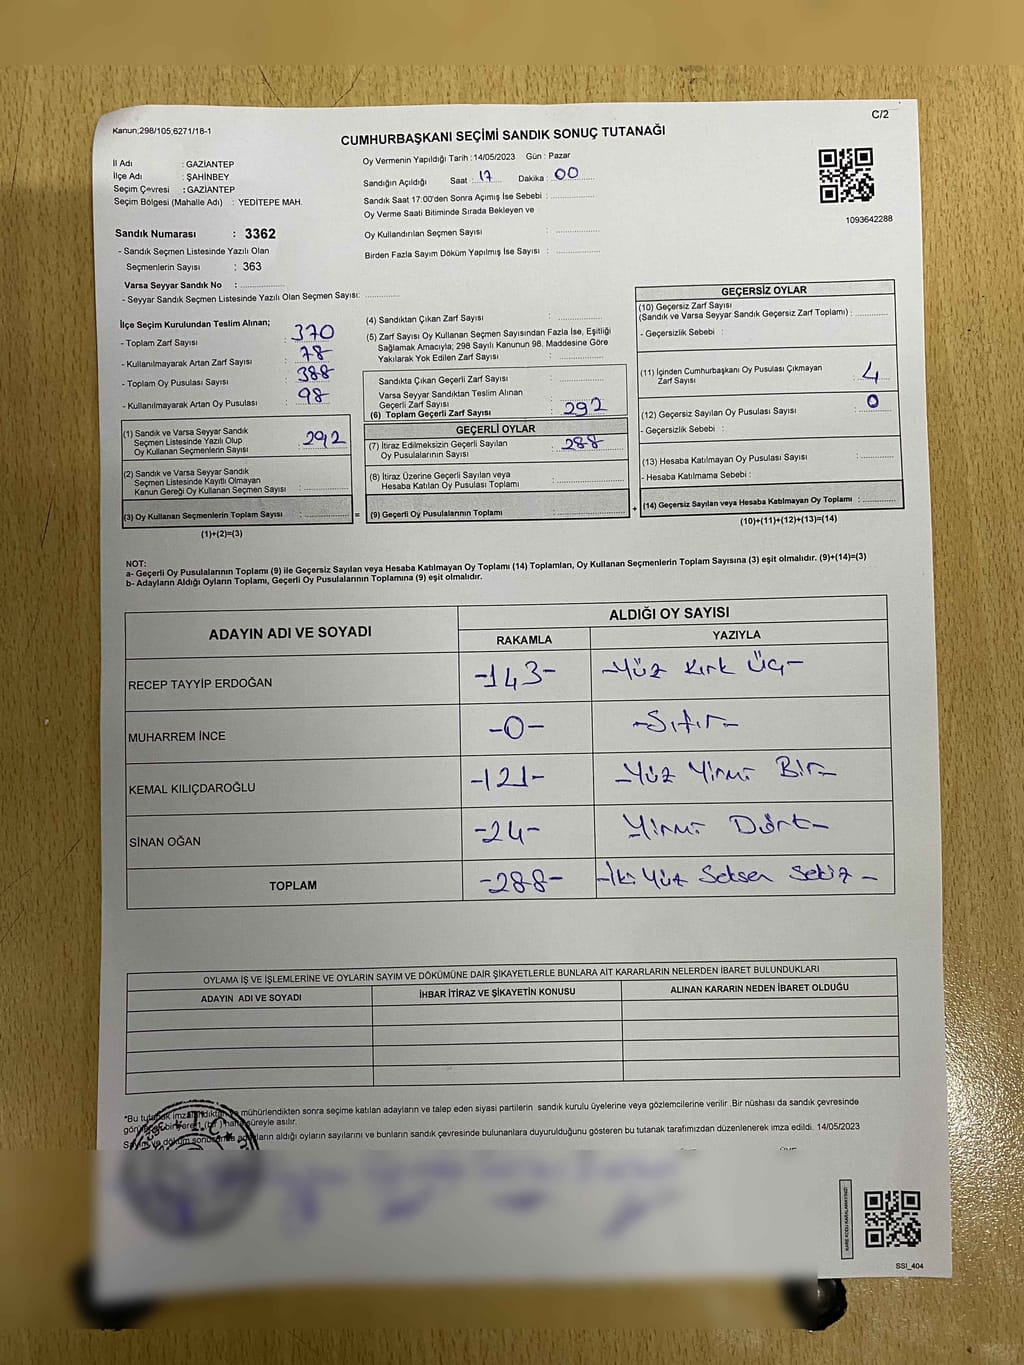 Kanun;298/105;6271/18-1
C/2
CUMHURBAŞKANI SEÇİMİ SANDIK SONUÇ TUTANAĞI
İl Adı : GAZİANTEP
İlçe Adı : ŞAHİNBEY
Seçim Çevresi : GAZİANTEP
Seçim Bölgesi (Mahalle Adı) : YEDİTEPE MAH.
Sandık Numarası : 3362
- Sandık Seçmen Listesinde Yazılı Olan
Seçmenlerin Sayısı : 363
Varsa Seyyar Sandık No :
- Seyyar Sandık Seçmen Listesinde Yazılı Olan Seçmen Sayısı:
Oy Vermenin Yapıldığı Tarih : 14/05/2023 Gün : Pazar
Sandığın Açıldığı Saat : 17 Dakika : 00
Sandık Saat 17:00'den Sonra Açımış İse Sebebi :
Oy Verme Saati Bitiminde Sırada Bekleyen ve
Oy Kullandırılan Seçmen Sayısı :
Birden Fazla Sayım Döküm Yapılmış İse Sayısı :
1093642288
İlçe Seçim Kurulundan Teslim Alınan;
- Toplam Zarf Sayısı : 370
- Kullanılmayarak Artan Zarf Sayısı : 78
- Toplam Oy Pusulası Sayısı : 388
- Kullanılmayarak Artan Oy Pusulası : 98
(1) Sandık ve Varsa Seyyar Sandık
Seçmen Listesinde Yazılı Olup
Oy Kullanan Seçmenlerin Sayısı : 292
(2) Sandık ve Varsa Seyyar Sandık
Seçmen Listesinde Kayıtlı Olmayan
Kanun Gereği Oy Kullanan Seçmen Sayısı :
(3) Oy Kullanan Seçmenlerin Toplam Sayısı :
(1)+(2)=(3)
(4) Sandıktan Çıkan Zarf Sayısı :
(5) Zarf Sayısı Oy Kullanan Seçmen Sayısından Fazla İse, Eşitliği
Sağlamak Amacıyla; 298 Sayılı Kanunun 98. Maddesine Göre
Yakılarak Yok Edilen Zarf Sayısı :
Sandıkta Çıkan Geçerli Zarf Sayısı :
Varsa Seyyar Sandıktan Teslim Alınan
Geçerli Zarf Sayısı :
(6) Toplam Geçerli Zarf Sayısı : 292
GEÇERLİ OYLAR
(7) İtiraz Edilmeksizin Geçerli Sayılan
Oy Pusulalarının Sayısı : 288
(8) İtiraz Üzerine Geçerli Sayılan veya
Hesaba Katılan Oy Pusulası Toplamı :
= (9) Geçerli Oy Pusulalarının Toplamı :
GEÇERSİZ OYLAR
(10) Geçersiz Zarf Sayısı
(Sandık ve Varsa Seyyar Sandık Geçersiz Zarf Toplamı) :
- Geçersizlik Sebebi :
(11) İçinden Cumhurbaşkanı Oy Pusulası Çıkmayan
Zarf Sayısı : 4
(12) Geçersiz Sayılan Oy Pusulası Sayısı : 0
- Geçersizlik Sebebi :
(13) Hesaba Katılmayan Oy Pusulası Sayısı :
- Hesaba Katılmama Sebebi :
+ (14) Geçersiz Sayılan veya Hesaba Katılmayan Oy Toplamı :
(10)+(11)+(12)+(13)=(14)
NOT:
a- Geçerli Oy Pusulalarının Toplamı (9) ile Geçersiz Sayılan veya Hesaba Katılmayan Oy Toplamı (14) Toplamları, Oy Kullanan Seçmenlerin Toplam Sayısına (3) eşit olmalıdır. (9)+(14)=(3)
b- Adayların Aldığı Oyların Toplamı, Geçerli Oy Pusulalarının Toplamına (9) eşit olmalıdır.
ADAYIN ADI VE SOYADI
ALDIĞI OY SAYISI
RAKAMLA YAZIYLA
RECEP TAYYİP ERDOĞAN -143- -Yüz Kırk Üç-
MUHARREM İNCE -0- -Sıfır-
KEMAL KILIÇDAROĞLU -121- -Yüz Yirmi Bir-
SİNAN OĞAN -24- Yirmi Dört-
TOPLAM -288- -İki Yüz Seksen Sekiz-
OYLAMA İŞ VE İŞLEMLERİNE VE OYLARIN SAYIM VE DÖKÜMÜNE DAİR ŞİKAYETLERLE BUNLARA AİT KARARLARIN NELERDEN İBARET BULUNDUKLARI
ADAYIN ADI VE SOYADI İHBAR İTİRAZ VE ŞİKAYETİN KONUSU ALINAN KARARIN NEDEN İBARET OLDUĞU
*Bu tutanak imzalandıktan ve mühürlendikten sonra seçime katılan adayların ve talep eden siyasi partilerin sandık kurulu üyelerine veya gözlemcilerine verilir .Bir nüshası da sandık çevresinde
bir yere 1 (bir) hafta süreyle asılır.
Sayım ve döküm sonucunda adayların aldığı oyların sayılarını ve bunların sandık çevresinde bulunanlara duyurulduğunu gösteren bu tutanak tarafımızdan düzenlenerek imza edildi. 14/05/2023
SSI_404